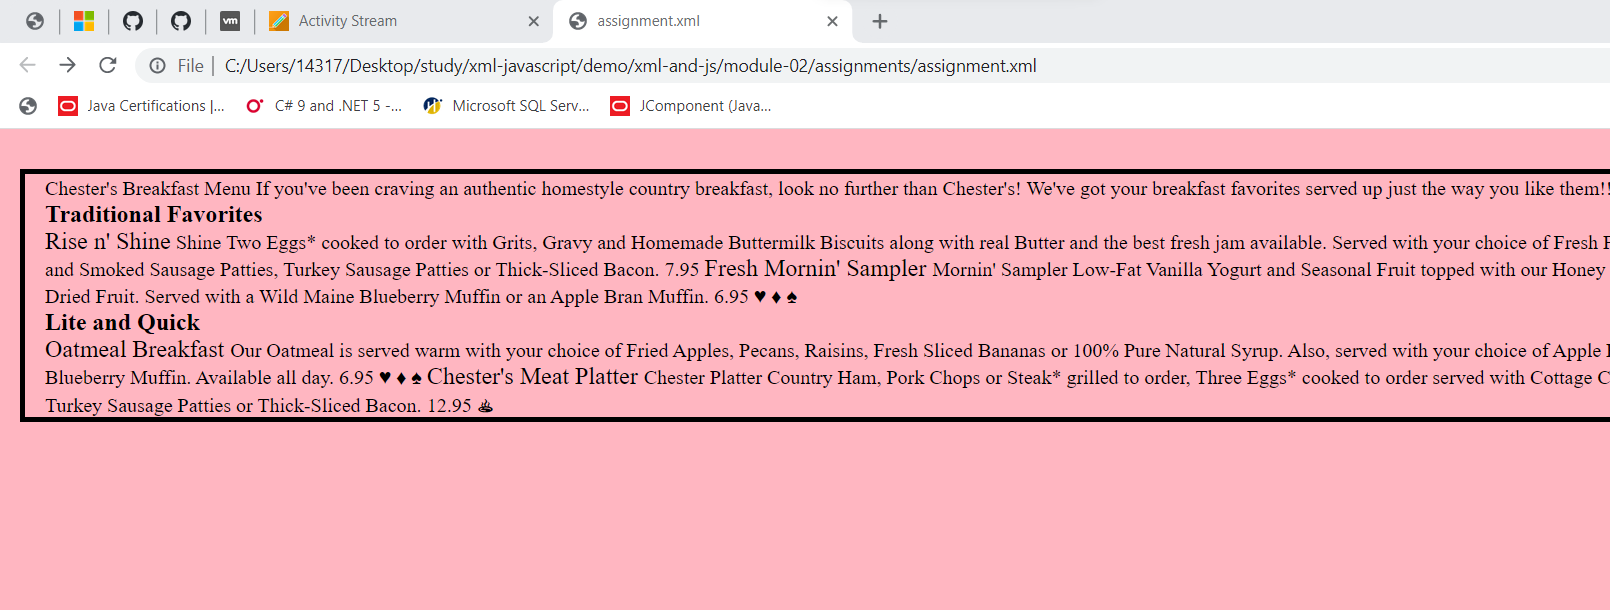 vm Activity Stream assignment.xml
File C:/Users/14317/Desktop/study/xml-javascript/demo/xml-and-js/module-02/assignments/assignment.xml
Java Certifications |... C# 9 and .NET 5 -... Microsoft SQL Serv... JComponent (Java...
Chester's Breakfast Menu If you've been craving an authentic homestyle country breakfast, look no further than Chester's! We've got your breakfast favorites served up just the way you like them!!
Traditional Favorites
Rise n' Shine Shine Two Eggs* cooked to order with Grits, Gravy and Homemade Buttermilk Biscuits along with real Butter and the best fresh jam available. Served with your choice of Fresh
and Smoked Sausage Patties, Turkey Sausage Patties or Thick-Sliced Bacon. 7.95 Fresh Mornin' Sampler Mornin' Sampler Low-Fat Vanilla Yogurt and Seasonal Fruit topped with our Honey
Dried Fruit. Served with a Wild Maine Blueberry Muffin or an Apple Bran Muffin. 6.95 ♥ ♦ ♠
Lite and Quick
Oatmeal Breakfast Our Oatmeal is served warm with your choice of Fried Apples, Pecans, Raisins, Fresh Sliced Bananas or 100% Pure Natural Syrup. Also, served with your choice of Apple
Blueberry Muffin. Available all day. 6.95 ♥ ♦ ♠ Chester's Meat Platter Chester Platter Country Ham, Pork Chops or Steak* grilled to order, Three Eggs* cooked to order served with Cottage
Turkey Sausage Patties or Thick-Sliced Bacon. 12.95 ♨